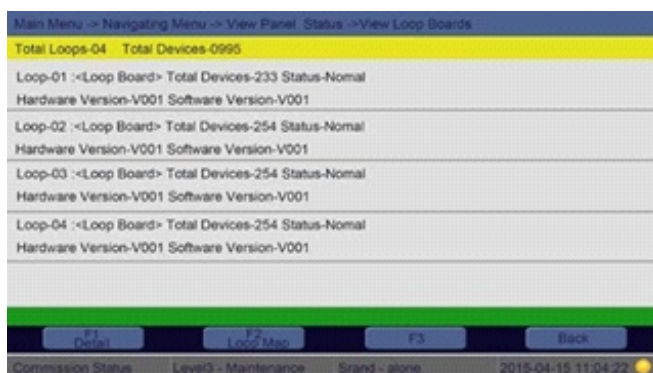 Main Menu -> Navigating Menu -> View Panel Status ->View Loop Boards
Total Loops-04 Total Devices-0995
Loop-01 :<Loop Board> Total Devices-233 Status-Nomal
Hardware Version-V001 Software Version-V001
Loop-02 :<Loop Board> Total Devices-254 Status-Nomal
Hardware Version-V001 Software Version-V001
Loop-03 :<Loop Board> Total Devices-254 Status-Nomal
Hardware Version-V001 Software Version-V001
Loop-04 :<Loop Board> Total Devices-254 Status-Nomal
Hardware Version-V001 Software Version-V001
F1 F2 F3 Back
Detail Loop Map
Commission Status Level3 - Maintenance Srand - alone 2015-04-15 11:04:22